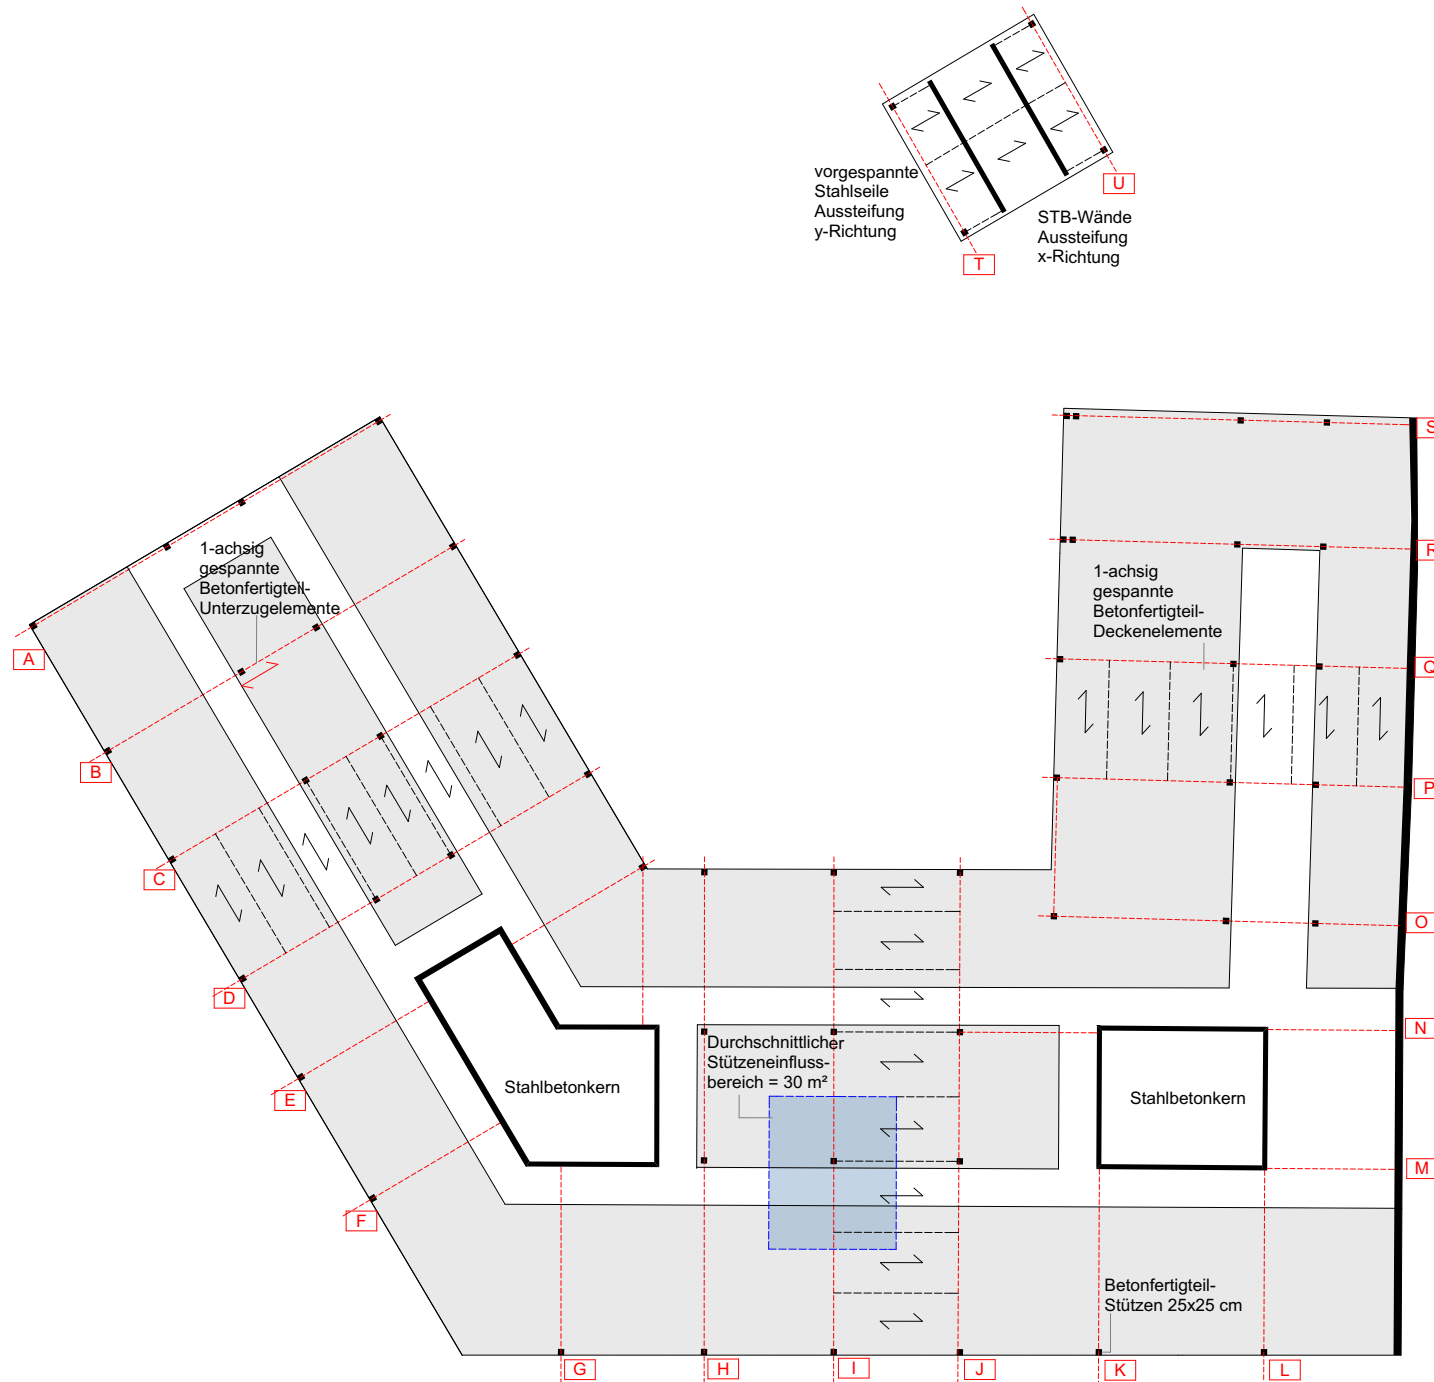 vorgespannte
Stahlseile
Aussteifung
y-Richtung
STB-Wände
Aussteifung
x-Richtung
U
T
S
1-achsig
gespannte
Betonfertigteil-
Unterzugelemente
R
1-achsig
gespannte
Betonfertigteil-
Deckenelemente
A
Q
B
P
C
O
D
N
Durchschnittlicher
Stützeneinfluss-
bereich = 30 m²
Stahlbetonkern
Stahlbetonkern
E
M
F
Betonfertigteil-
Stützen 25x25 cm
G
H
I
J
K
L